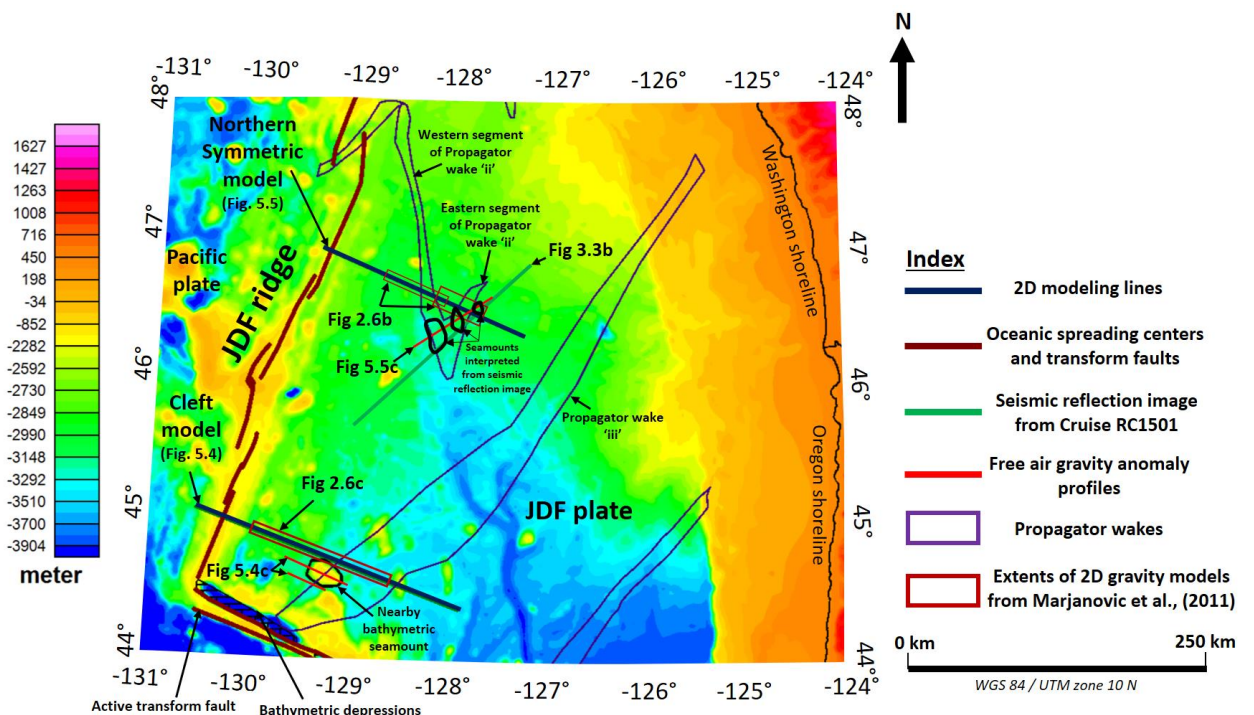 N
-131°
-130°
-129°
-128°
-127°
-126°
-125°
-124°
48°
47°
46°
45°
44°
48°
47°
46°
45°
44°
-131°
-130°
-129°
-128°
-127°
-126°
-125°
-124°
1627
1427
1263
1008
716
450
198
-34
-852
-2282
-2592
-2730
-2849
-2990
-3148
-3292
-3510
-3700
-3904
meter
Northern
Symmetric
model
(Fig. 5.5)
Western segment
of Propagator
wake ‘ii’
Eastern segment
of Propagator
wake ‘ii’
Fig 3.3b
Pacific
plate
JDF ridge
Fig 2.6b
Fig 5.5c
Seamounts
interpreted
from seismic
reflection image
Cleft
model
(Fig. 5.4)
Propagator wake
‘iii’
Fig 2.6c
JDF plate
Fig 5.4c
Nearby
bathymetric
seamount
Active transform fault
Bathymetric depressions
Washington shoreline
Oregon shoreline
Index
2D modeling lines
Oceanic spreading centers
and transform faults
Seismic reflection image
from Cruise RC1501
Free air gravity anomaly
profiles
Propagator wakes
Extents of 2D gravity models
from Marjanovic et al., (2011)
0 km
250 km
WGS 84 / UTM zone 10 N